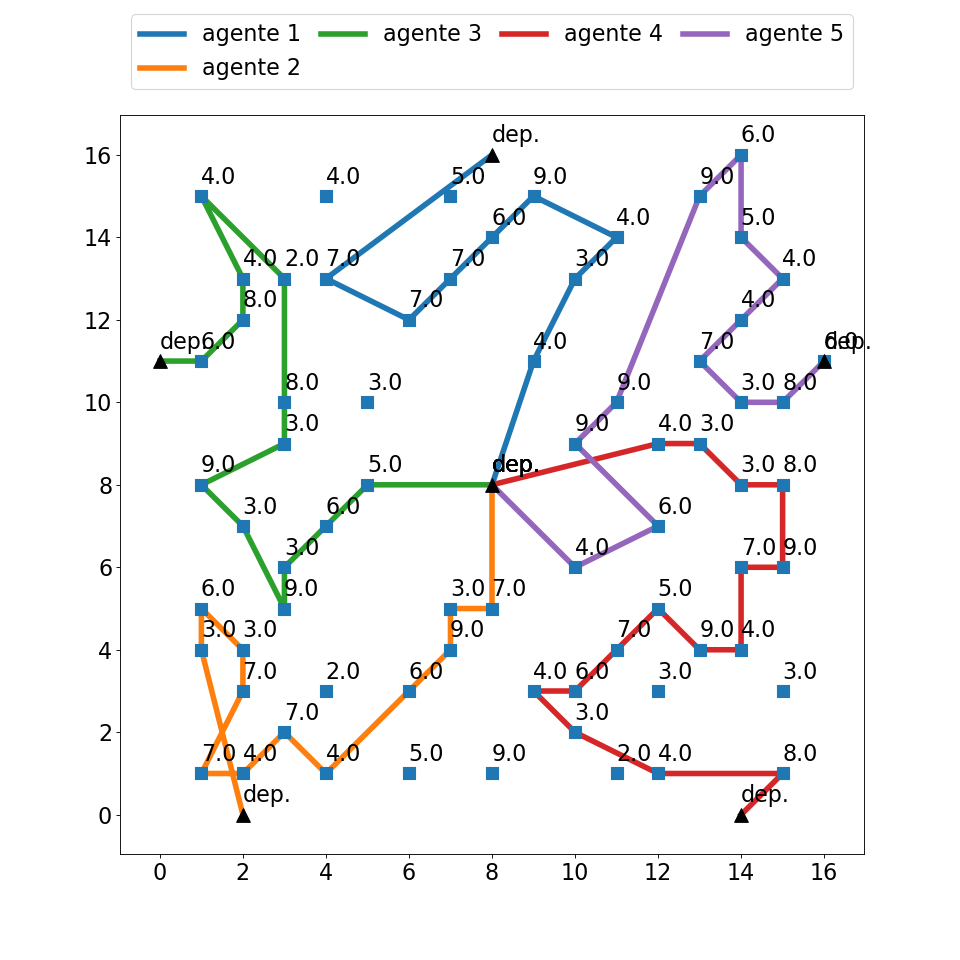 agente 1 agente 3 agente 4 agente 5
agente 2
dep. 6.0
16
4.0 4.0 5.0 9.0 9.0
6.0 4.0 5.0
14
4.0 2.0 7.0 7.0 3.0 4.0
8.0 7.0 4.0
12
dep. 6.0 4.0 7.0 6.0 dep.
8.0 3.0 9.0 3.0 8.0
10
3.0 9.0 4.0 3.0
9.0 5.0 dep. 3.0 8.0
8
3.0 6.0 6.0
3.0 4.0 7.0 9.0
6
6.0 9.0 3.0 7.0 5.0
3.0 3.0 9.0 7.0 9.0 4.0
4
7.0 2.0 6.0 4.0 6.0 3.0 3.0
7.0 3.0
2
7.0 4.0 4.0 5.0 9.0 2.0 4.0 8.0
dep. dep.
0
0 2 4 6 8 10 12 14 16